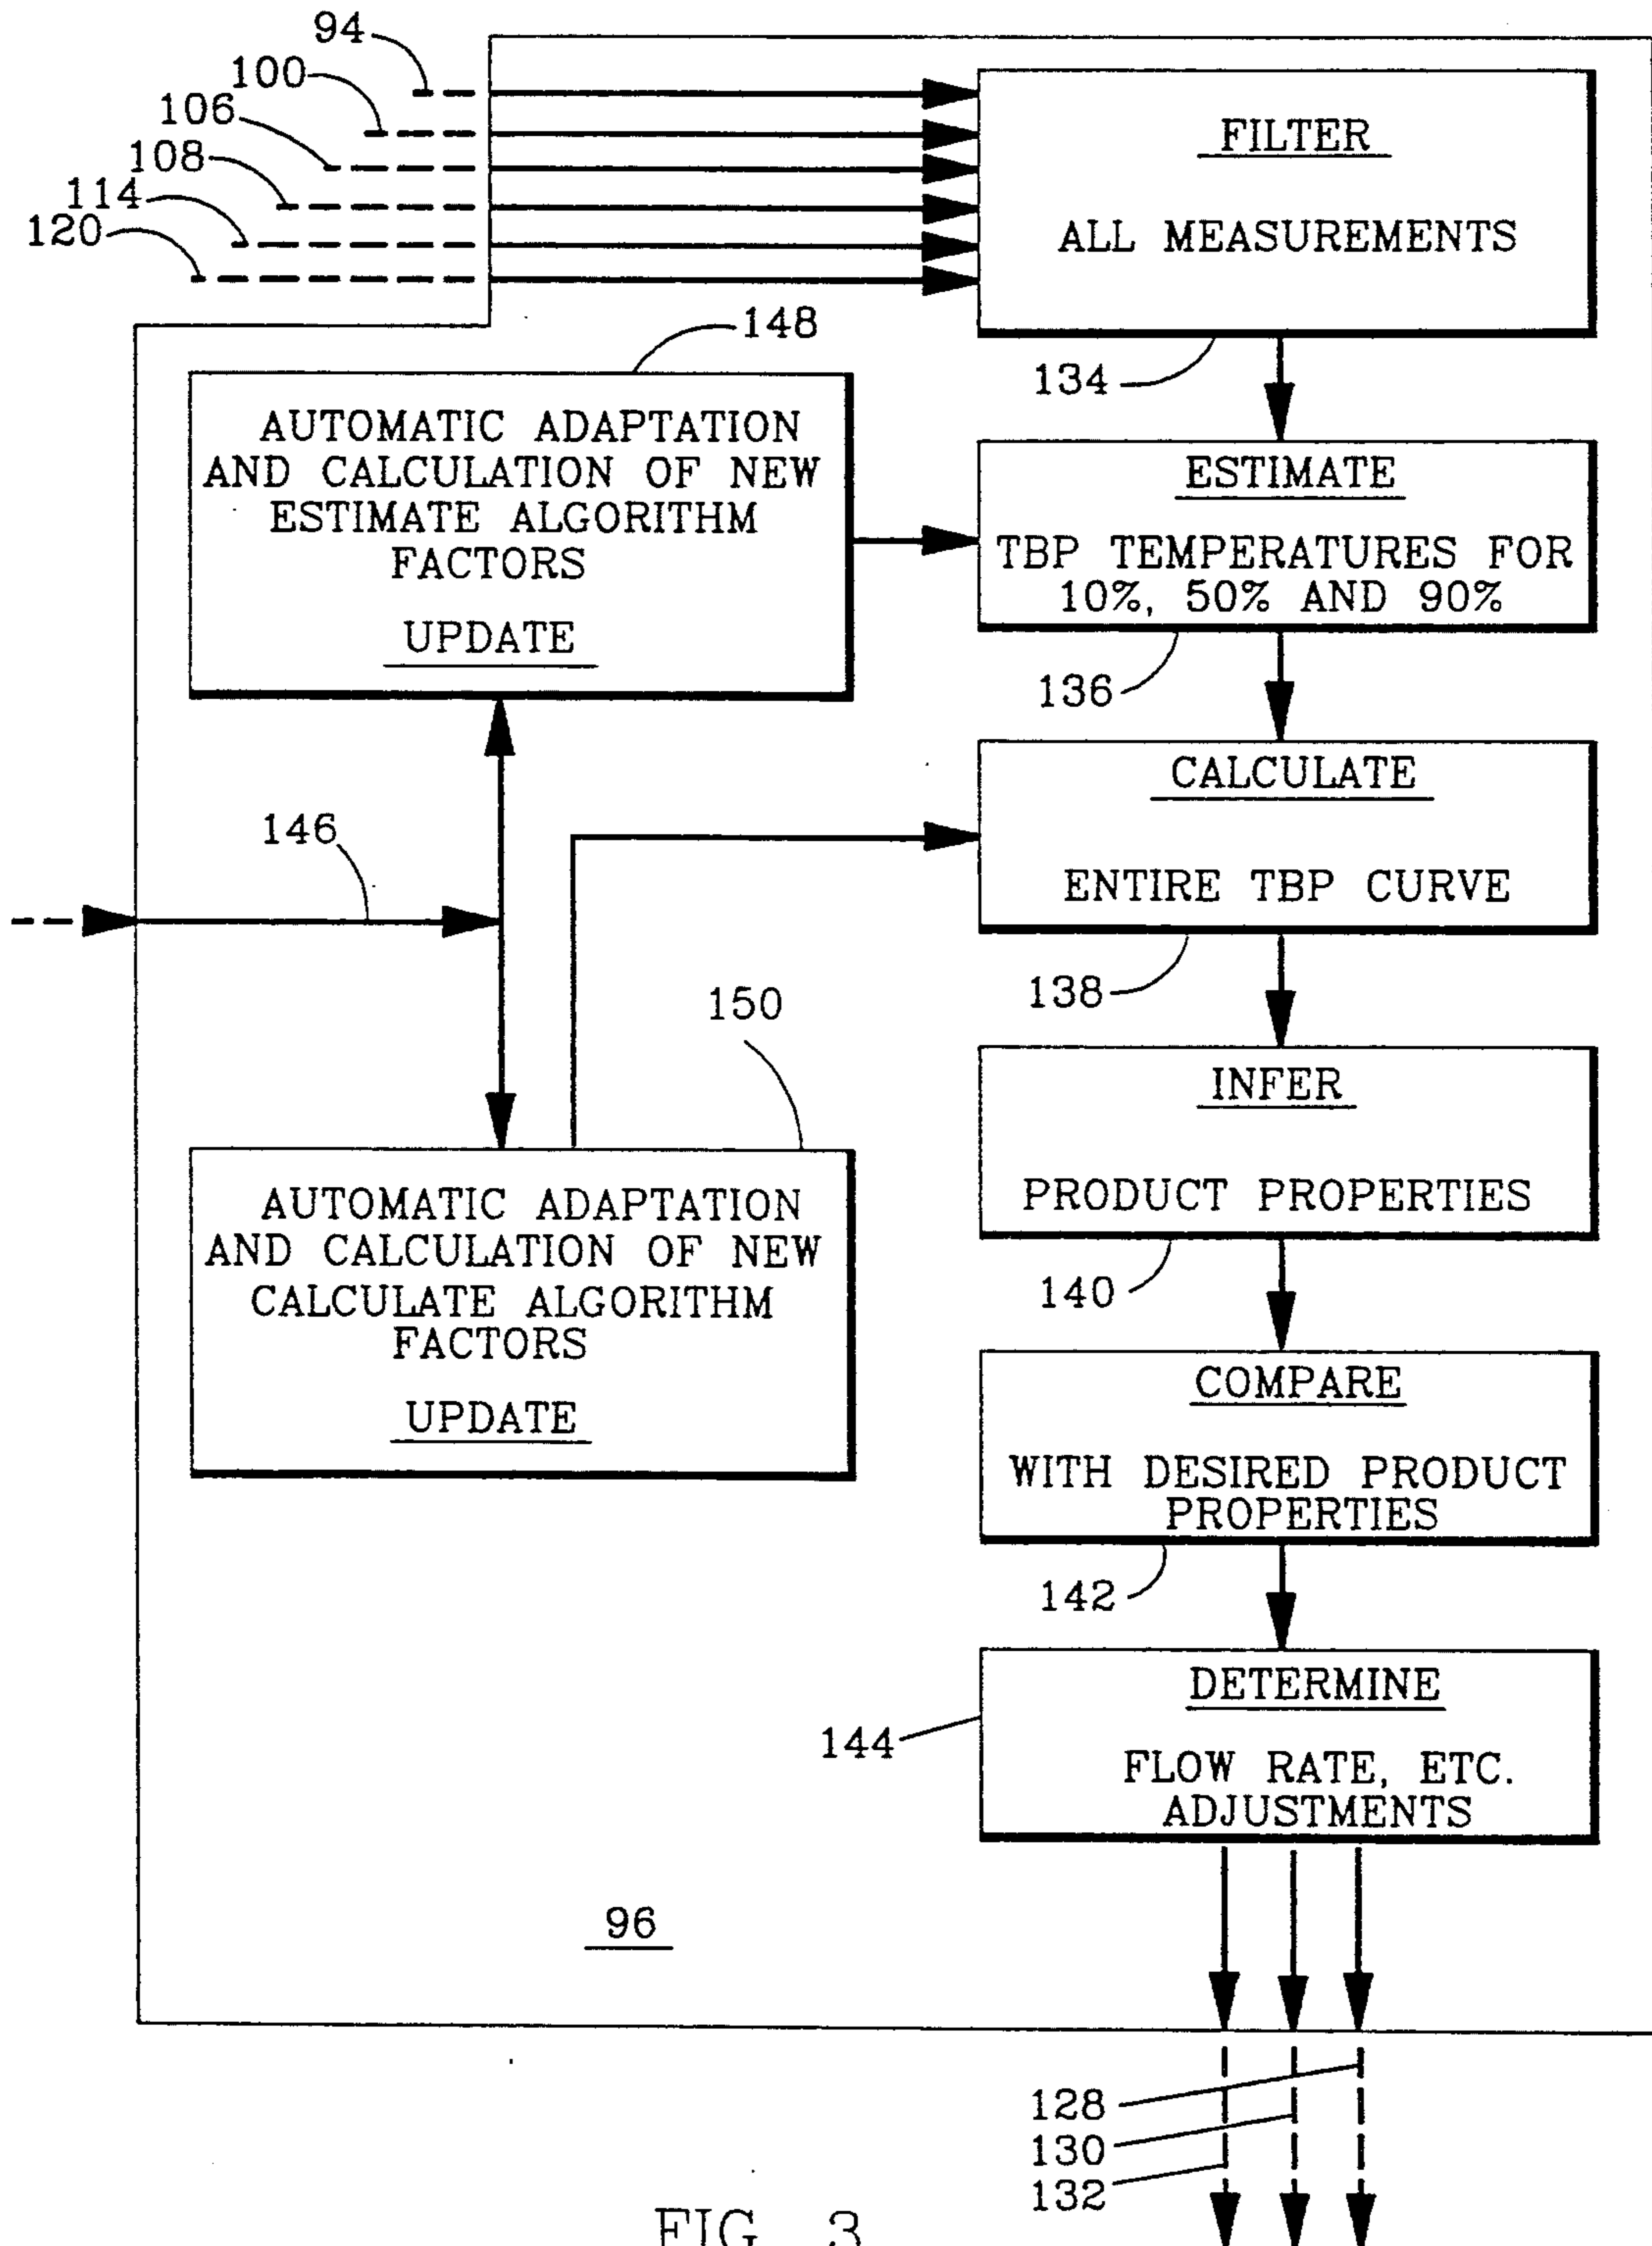 94
100
106
108
114
120
FILTER
ALL MEASUREMENTS
134
148
AUTOMATIC ADAPTATION
AND CALCULATION OF NEW
ESTIMATE ALGORITHM
FACTORS
UPDATE
ESTIMATE
TBP TEMPERATURES FOR
10%, 50% AND 90%
136
CALCULATE
ENTIRE TBP CURVE
138
146
150
AUTOMATIC ADAPTATION
AND CALCULATION OF NEW
CALCULATE ALGORITHM
FACTORS
UPDATE
INFER
PRODUCT PROPERTIES
140
COMPARE
WITH DESIRED PRODUCT
PROPERTIES
142
DETERMINE
FLOW RATE, ETC.
ADJUSTMENTS
144
96
128
130
132
FIG. 3